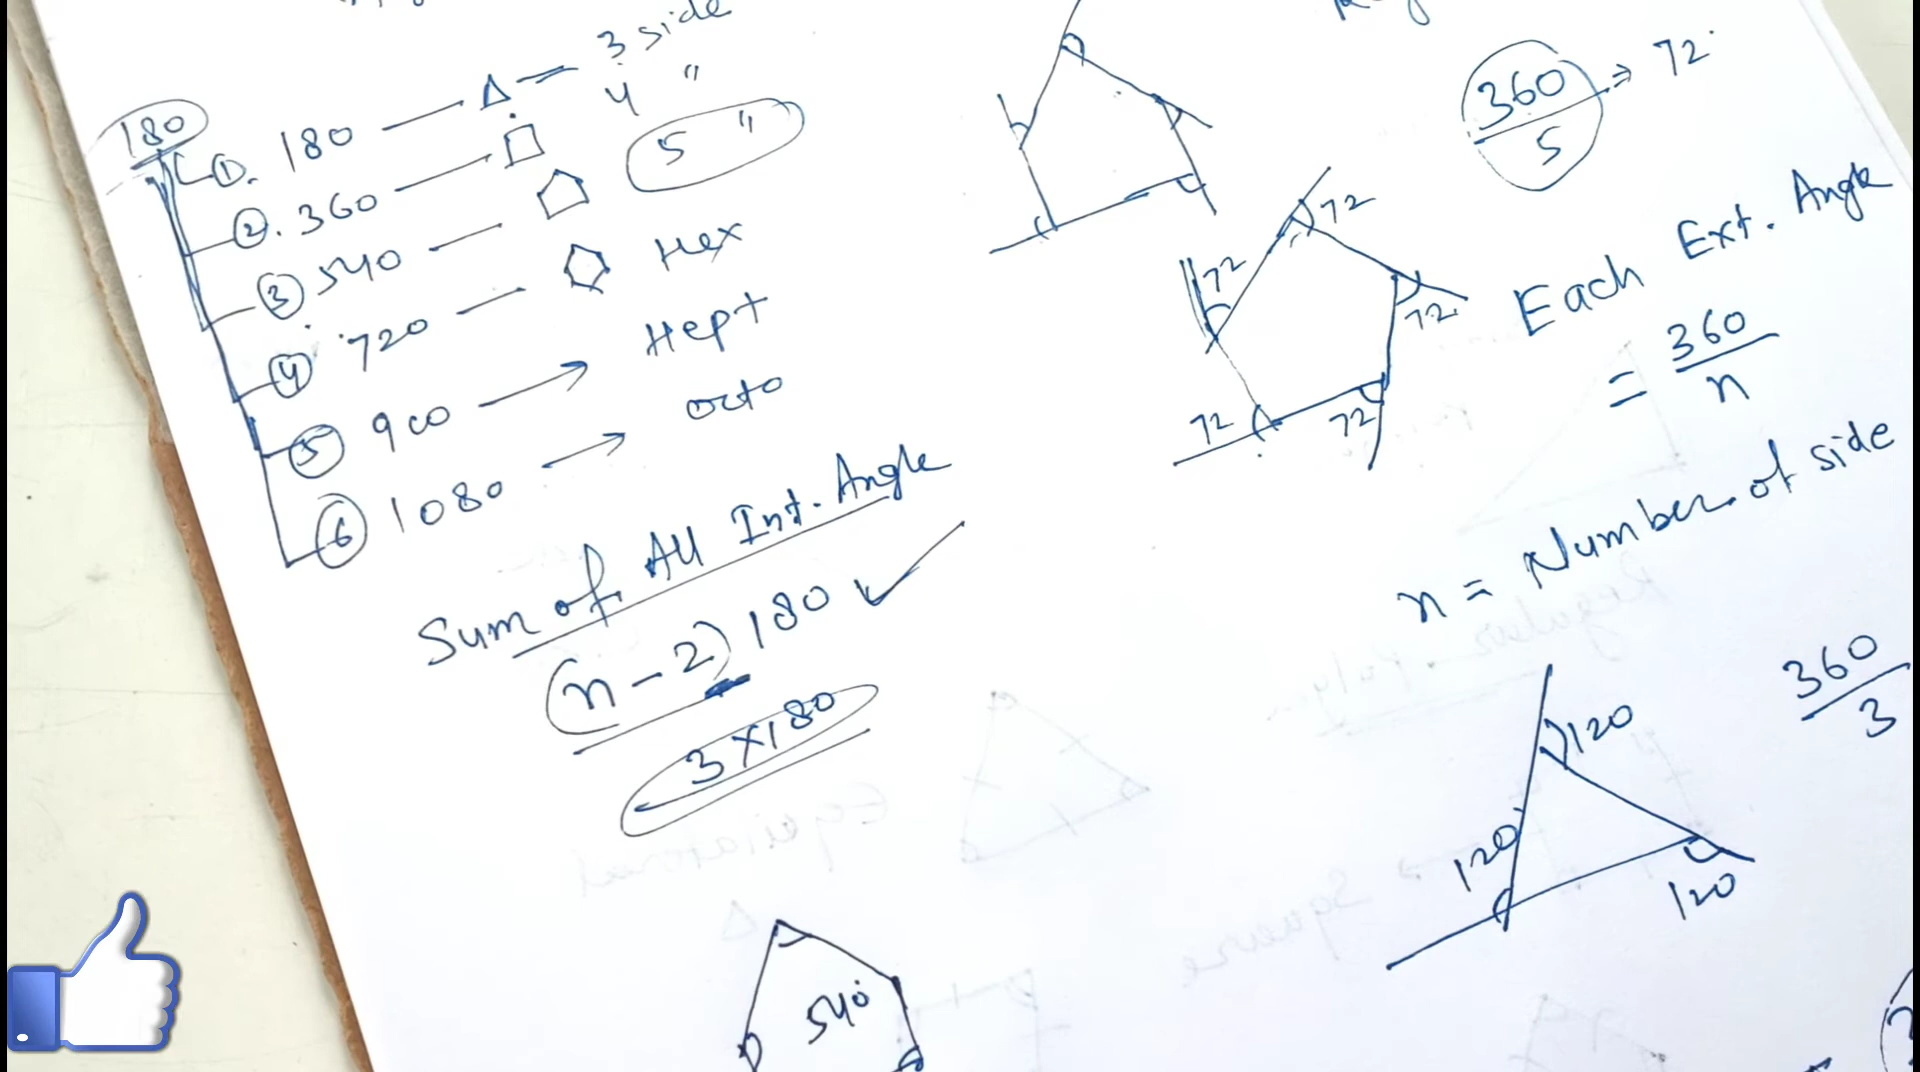 180
① 180 — △ = 3 side
② . 360 — 4 "
③ 540 — 5 "
④ 720 — Hex
⑤ 900 → Hept
⑥ 1080 → octo
Sum of All Int. Angle
(n-2) 180 ✓
3×180
540°
360/5 ⇒ 72°
72
72
72
72
72
Each Ext. Angle
= 360/n
n = Number of side
360/3
120
120
120